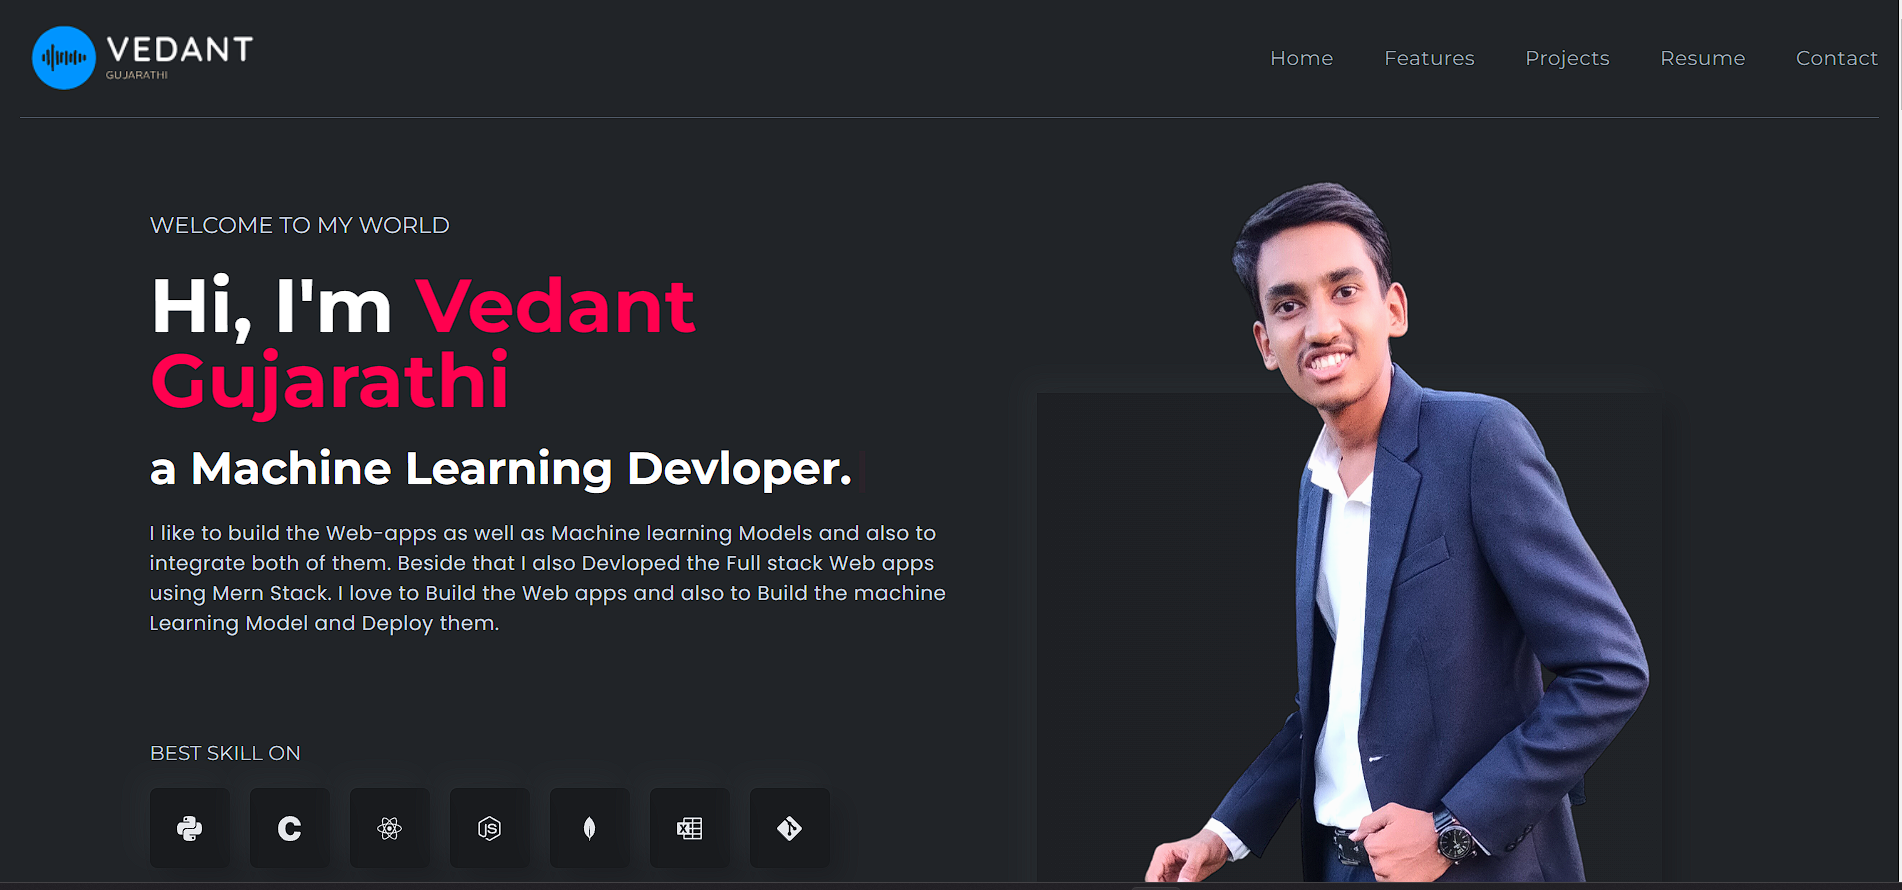 VEDANT
GUJARATHI
Home Features Projects Resume Contact
WELCOME TO MY WORLD
Hi, I'm Vedant
Gujarathi
a Machine Learning Devloper.
I like to build the Web-apps as well as Machine learning Models and also to
integrate both of them. Beside that I also Devloped the Full stack Web apps
using Mern Stack. I love to Build the Web apps and also to Build the machine
Learning Model and Deploy them.
BEST SKILL ON
C JS X